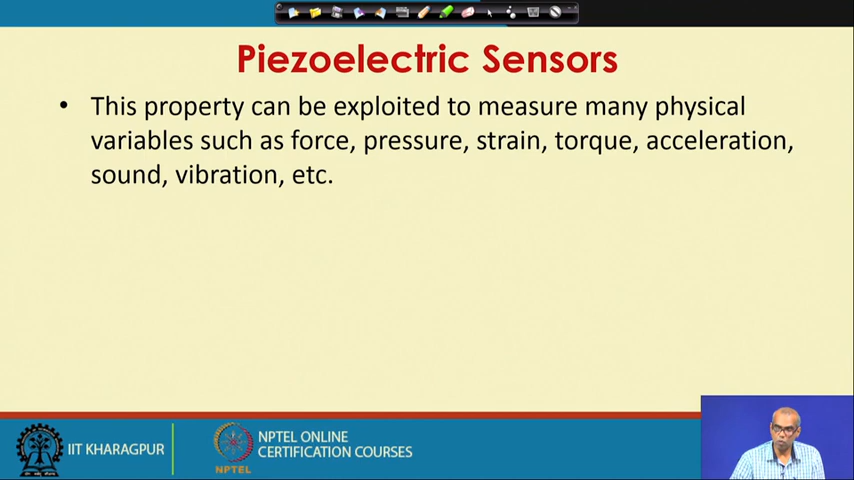 Piezoelectric Sensors
• This property can be exploited to measure many physical
variables such as force, pressure, strain, torque, acceleration,
sound, vibration, etc.
IIT KHARAGPUR
NPTEL ONLINE
CERTIFICATION COURSES
NPTEL